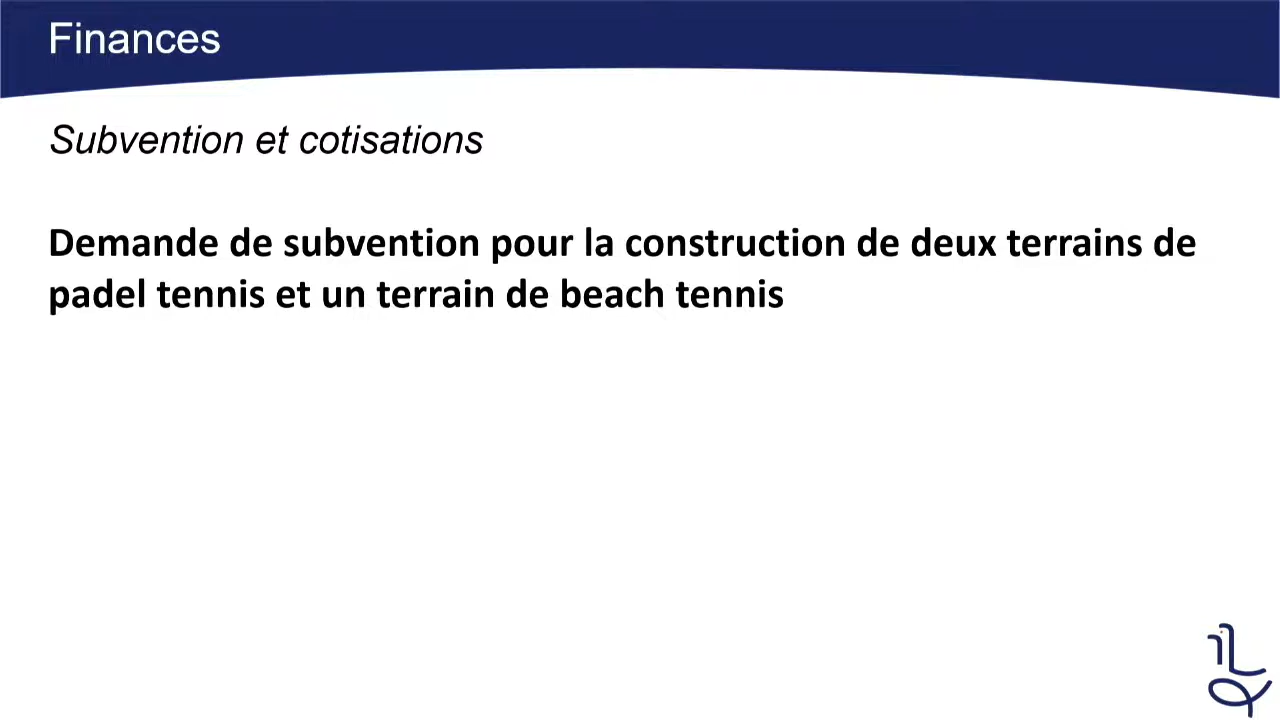 Finances
Subvention et cotisations
Demande de subvention pour la construction de deux terrains de
padel tennis et un terrain de beach tennis